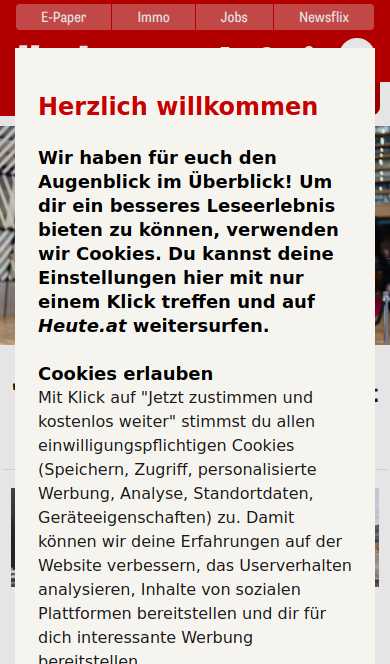 E-Paper
Immo
Jobs
Newsflix
Herzlich willkommen
Wir haben für euch den
Augenblick im Überblick! Um
dir ein besseres Leseerlebnis
bieten zu können, verwenden
wir Cookies. Du kannst deine
Einstellungen hier mit nur
einem Klick treffen und auf
Heute.at weitersurfen.
Cookies erlauben
Mit Klick auf "Jetzt zustimmen und
kostenlos weiter" stimmst du allen
einwilligungspflichtigen Cookies
(Speichern, Zugriff, personalisierte
Werbung, Analyse, Standortdaten,
Geräteeigenschaften) zu. Damit
können wir deine Erfahrungen auf der
Website verbessern, das Userverhalten
analysieren, Inhalte von sozialen
Plattformen bereitstellen und dir für
dich interessante Werbung
bereitstellen